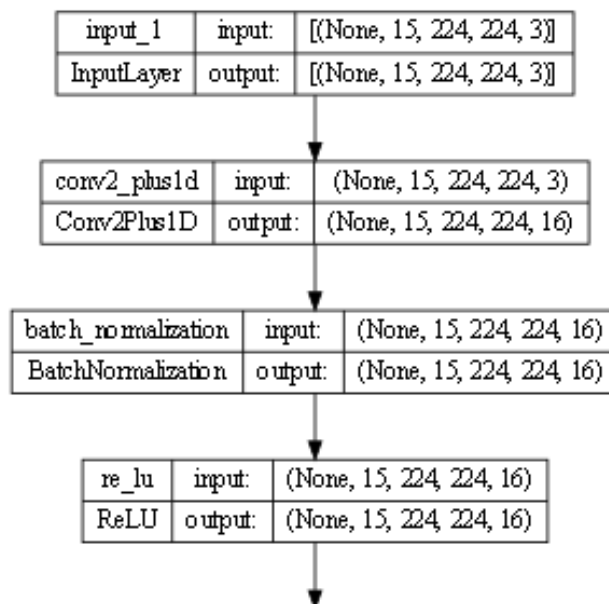 input_1 input: [(None, 15, 224, 224, 3)]
InputLayer output: [(None, 15, 224, 224, 3)]
conv2_plus1d input: (None, 15, 224, 224, 3)
Conv2Plus1D output: (None, 15, 224, 224, 16)
batch_normalization input: (None, 15, 224, 224, 16)
BatchNormalization output: (None, 15, 224, 224, 16)
re_lu input: (None, 15, 224, 224, 16)
ReLU output: (None, 15, 224, 224, 16)